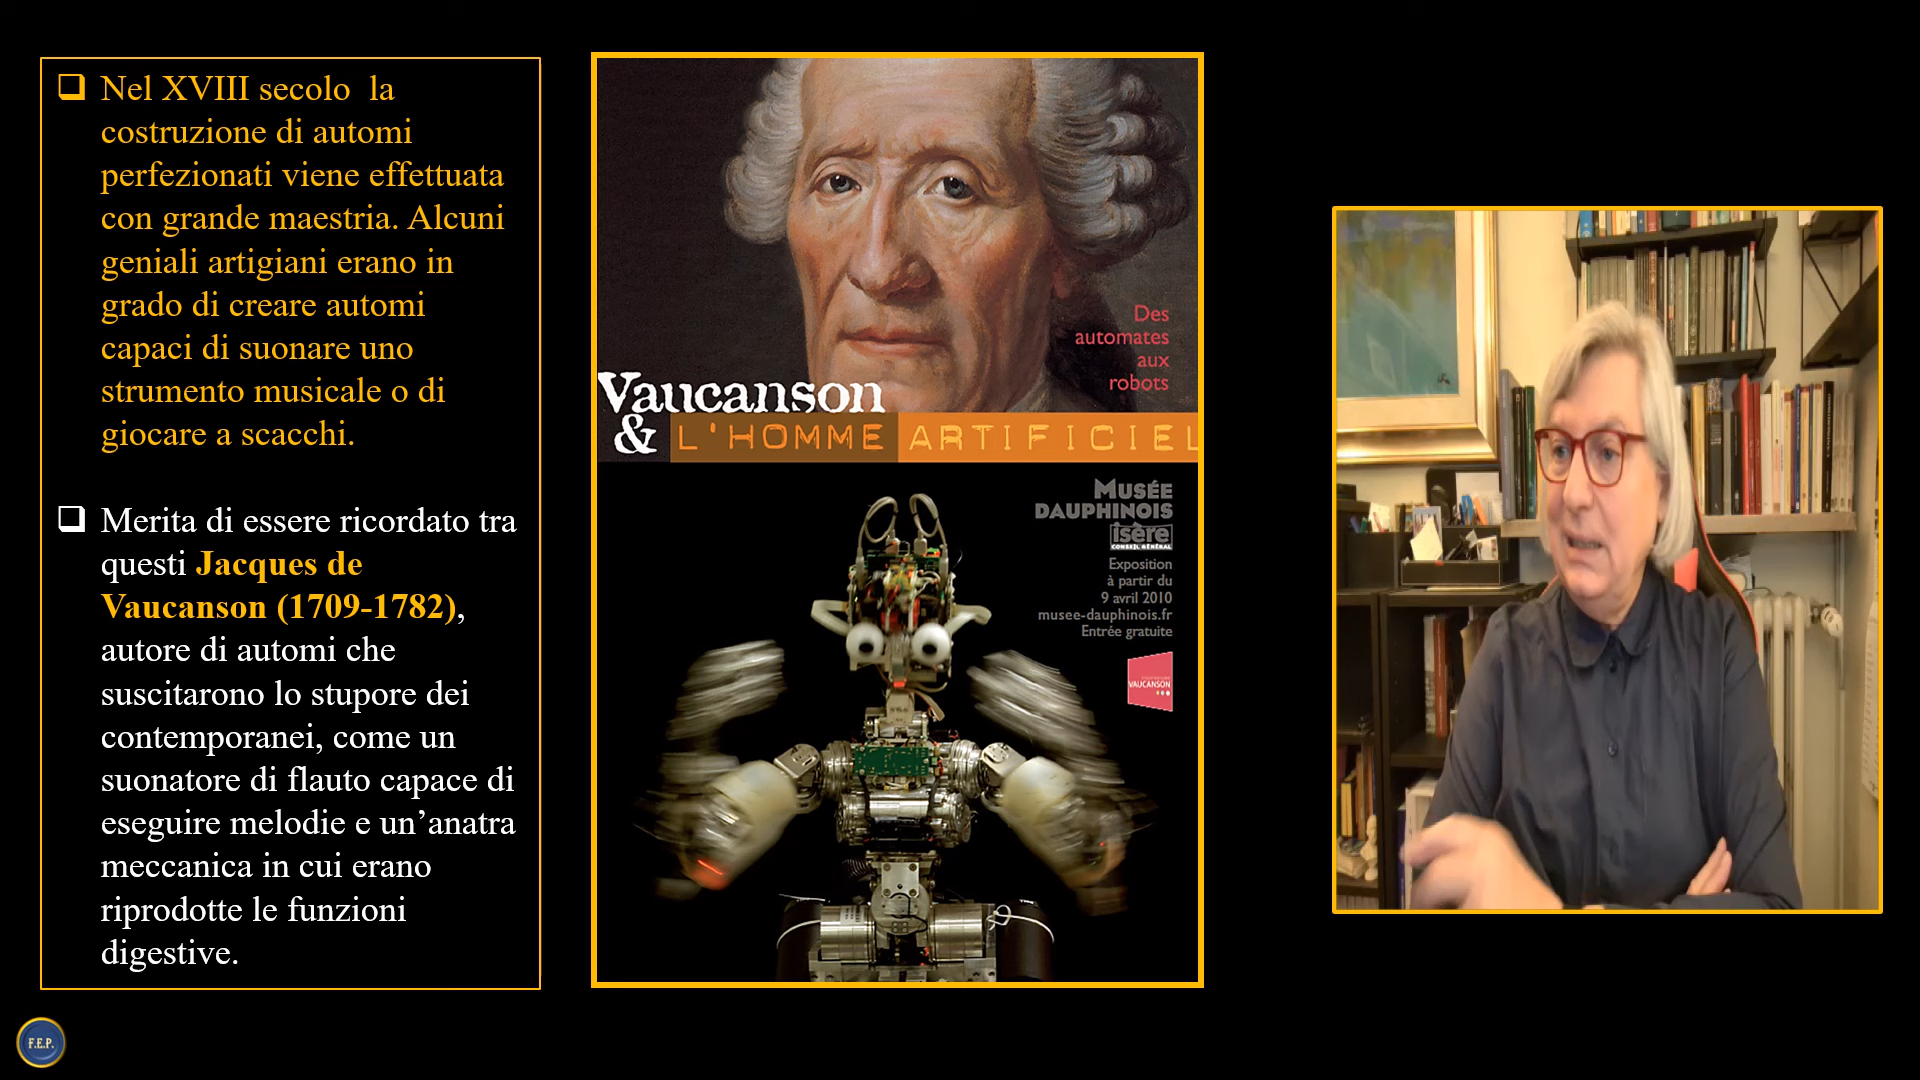 Nel XVIII secolo la
costruzione di automi
perfezionati viene effettuata
con grande maestria. Alcuni
geniali artigiani erano in
grado di creare automi
capaci di suonare uno
strumento musicale o di
giocare a scacchi.
Merita di essere ricordato tra
questi Jacques de
Vaucanson (1709-1782),
autore di automi che
suscitarono lo stupore dei
contemporanei, come un
suonatore di flauto capace di
eseguire melodie e un’anatra
meccanica in cui erano
riprodotte le funzioni
digestive.
Des
automates
aux
robots
Vaucanson
& L'HOMME ARTIFICIEL
MUSÉE
DAUPHINOIS
isère
CONSEIL GÉNÉRAL
Exposition
à partir du
9 avril 2010
musee-dauphinois.fr
Entrée gratuite
VAUCANSON
F.E.P.